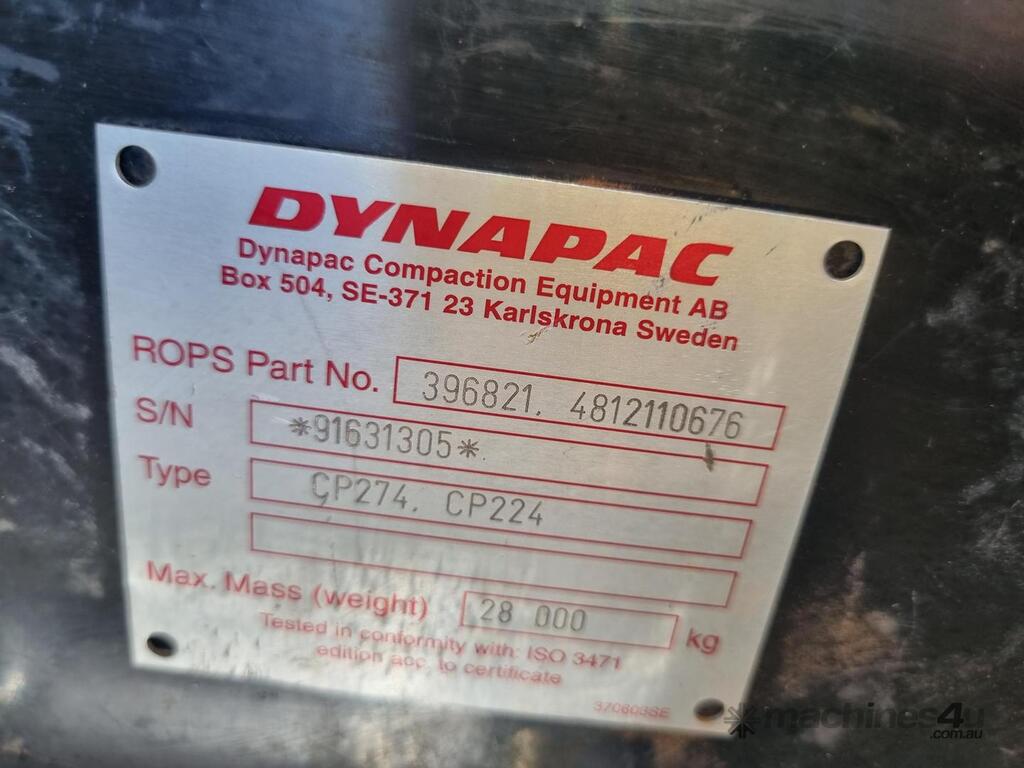 DYNAPAC
Dynapac Compaction Equipment AB
Box 504, SE-371 23 Karlskrona Sweden
ROPS Part No. 396821. 4812110676
S/N *91631305*.
Type CP274. CP224
Max. Mass (weight) 28 000 kg
Tested in conformity with: ISO 3471
edition acc. to certificate
370603SE
machines4u
.com.au